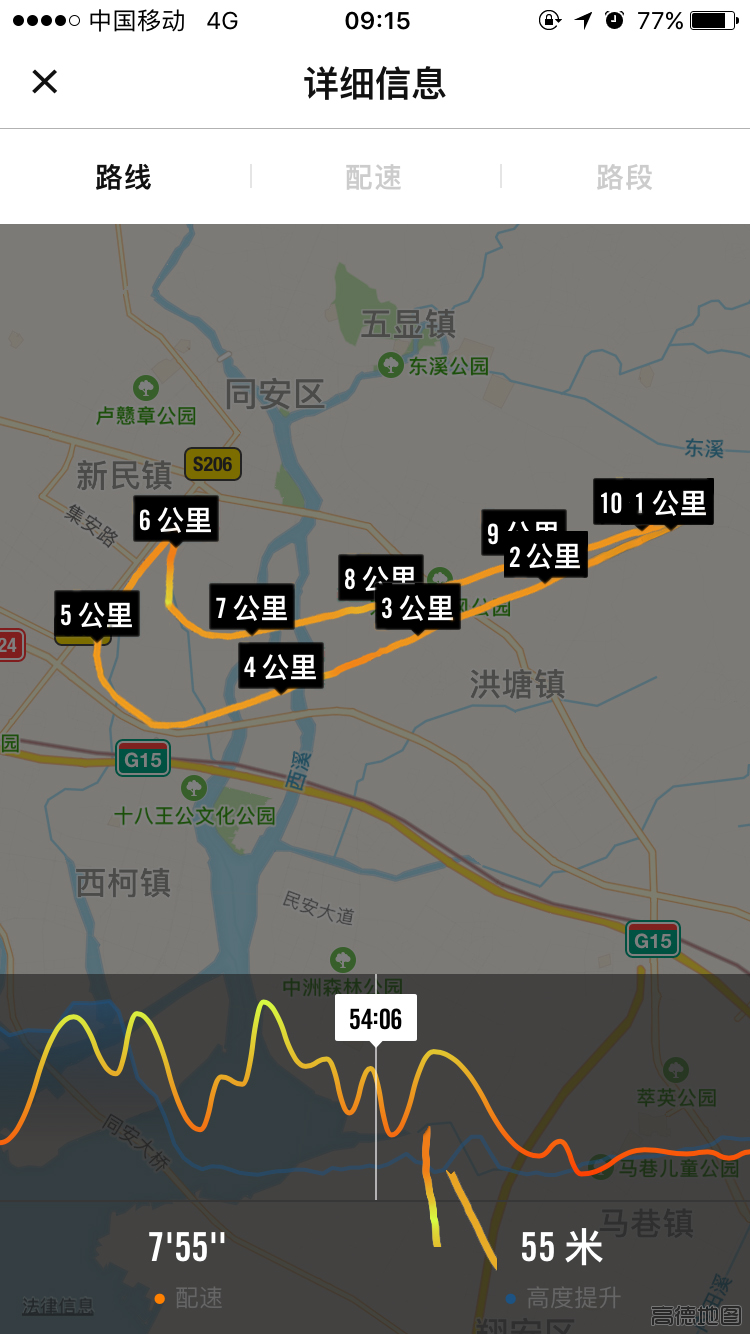 中国移动 4G 09:15 77%
详细信息
路线 配速 路段
五显镇
东溪公园
同安区
卢戆章公园
东溪
新民镇
S206
集安路
10 1 公里
6 公里
9 公里
2 公里
8 公里
5 公里
7 公里
3 公里
24
4 公里
洪塘镇
园
G15
西溪
十八王公文化公园
西柯镇
民安大道
G15
中洲森林公园
54:06
萃英公园
同安大桥
马巷儿童公园
马巷镇
7'55" 55 米
配速 高度提升
法律信息
高德地图
翔安区